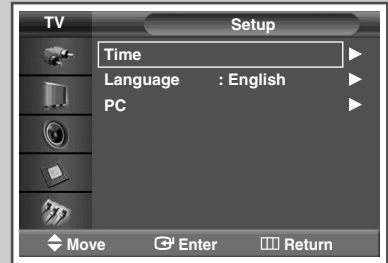 TV Setup
Time
Language : English
PC
Move Enter Return